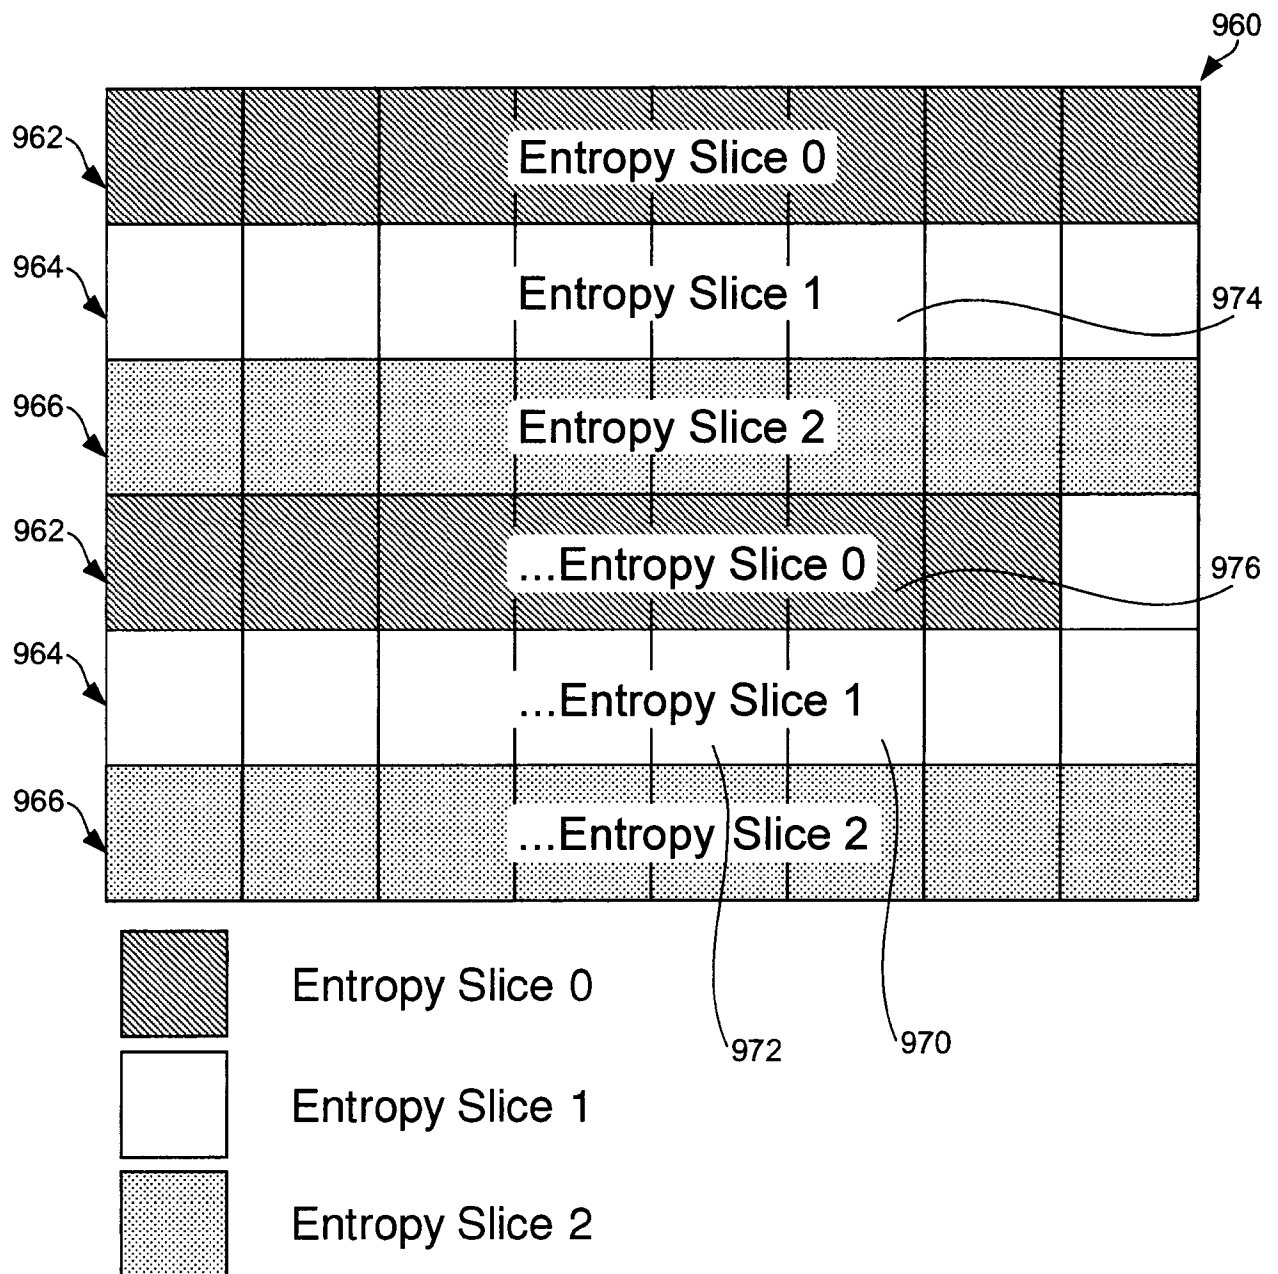 960
962
Entropy Slice 0
964
Entropy Slice 1
974
966
Entropy Slice 2
962
...Entropy Slice 0
976
964
...Entropy Slice 1
966
...Entropy Slice 2
Entropy Slice 0
972
970
Entropy Slice 1
Entropy Slice 2